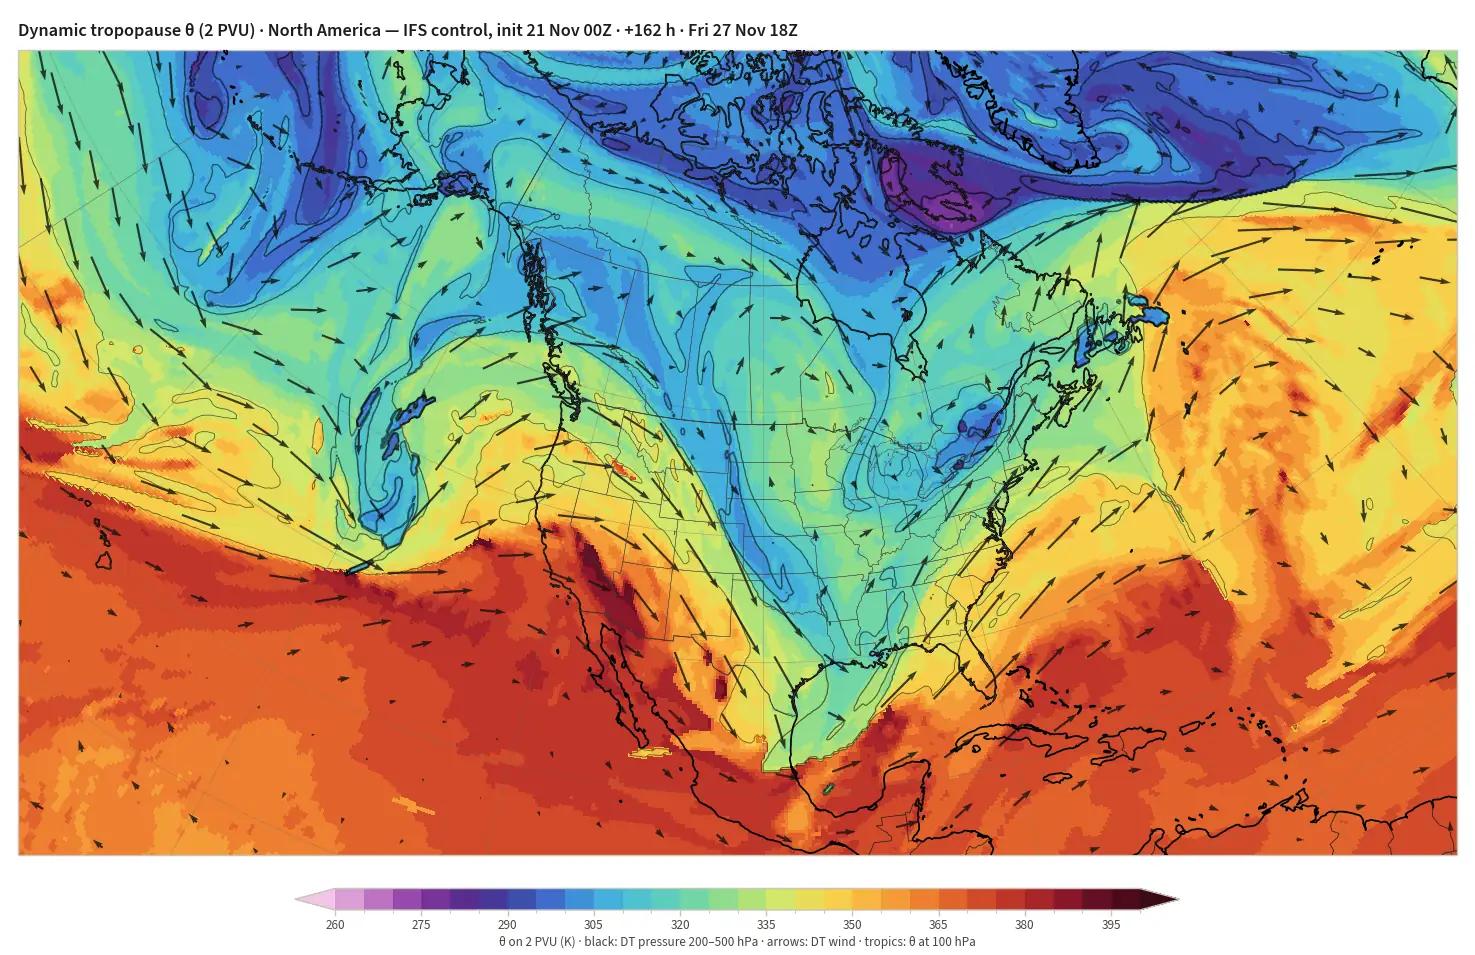 Dynamic tropopause θ (2 PVU) · North America — IFS control, init 21 Nov 00Z · +162 h · Fri 27 Nov 18Z
260 275 290 305 320 335 350 365 380 395
θ on 2 PVU (K) · black: DT pressure 200–500 hPa · arrows: DT wind · tropics: θ at 100 hPa